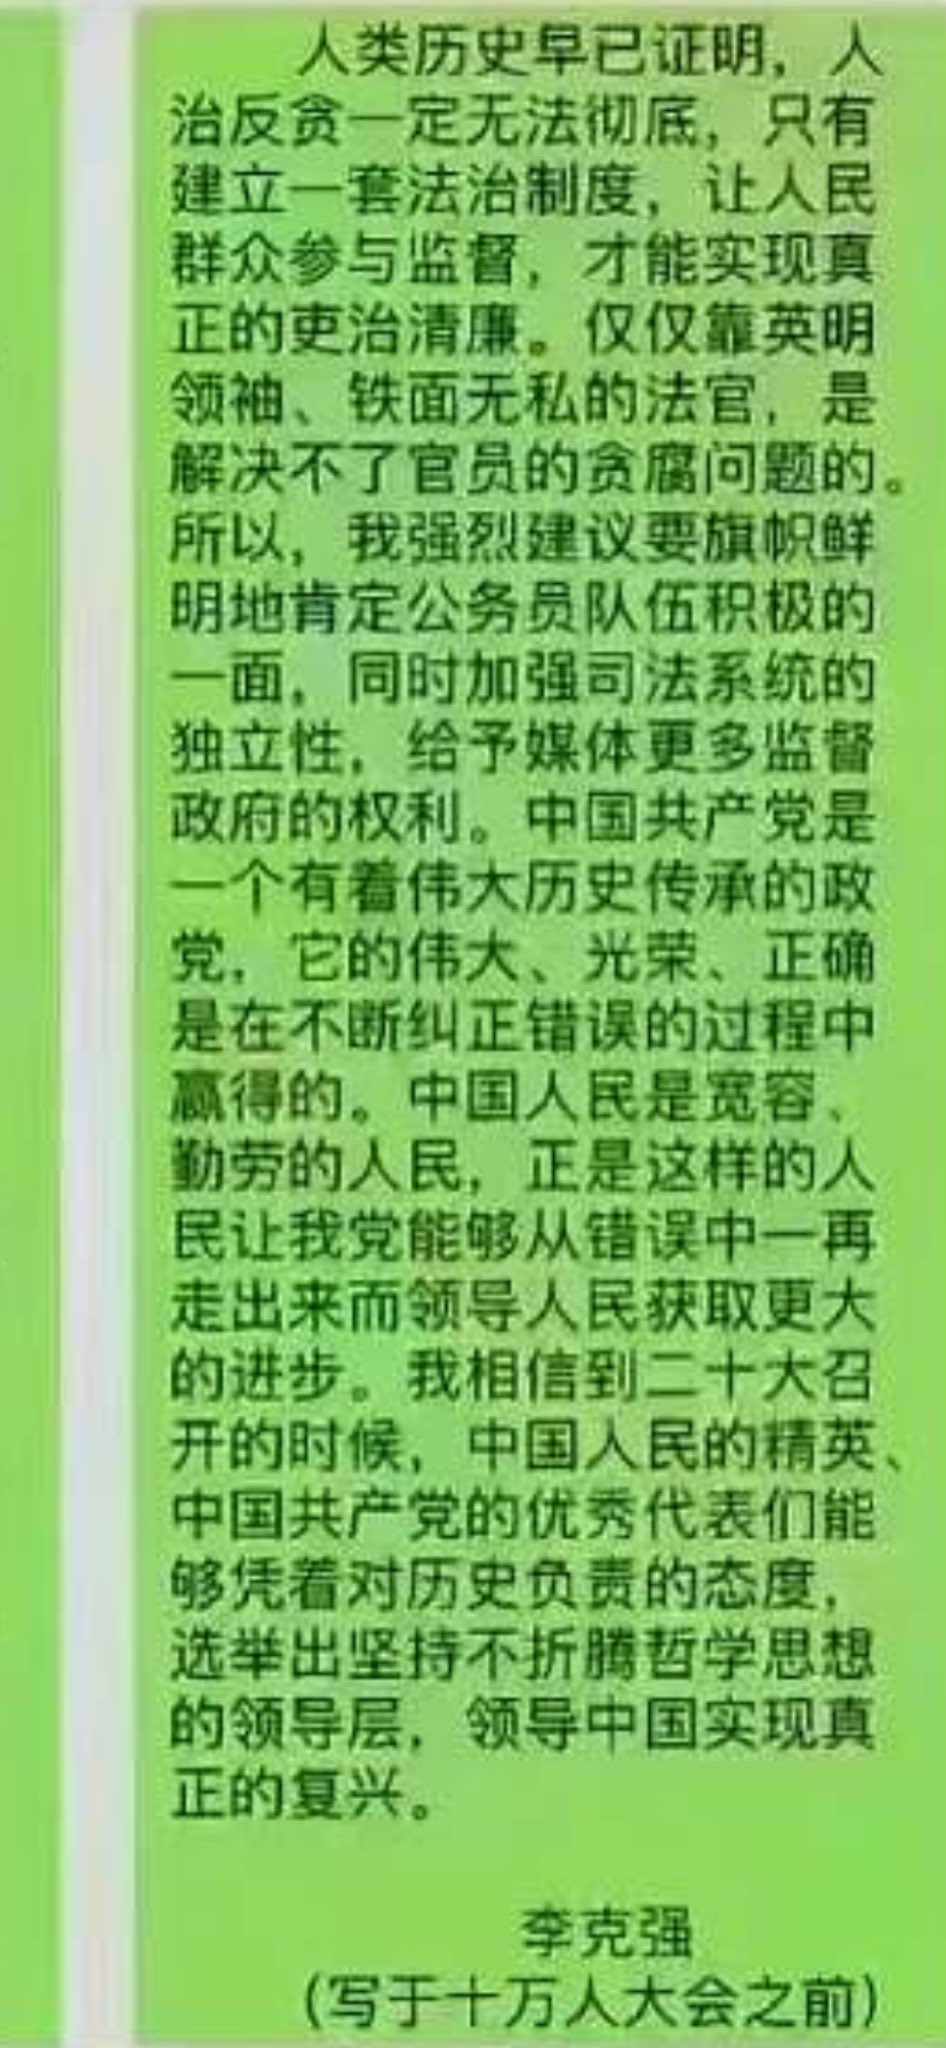 人类历史早已证明，人
治反贪一定无法彻底，只有
建立一套法治制度，让人民
群众参与监督，才能实现真
正的吏治清廉。仅仅靠英明
领袖、铁面无私的法官，是
解决不了官员的贪腐问题的。
所以，我强烈建议要旗帜鲜
明地肯定公务员队伍积极的
一面，同时加强司法系统的
独立性，给予媒体更多监督
政府的权利。中国共产党是
一个有着伟大历史传承的政
党，它的伟大、光荣、正确
是在不断纠正错误的过程中
赢得的。中国人民是宽容、
勤劳的人民，正是这样的人
民让我党能够从错误中一再
走出来而领导人民获取更大
的进步。我相信到二十大召
开的时候，中国人民的精英、
中国共产党的优秀代表们能
够凭着对历史负责的态度，
选举出坚持不折腾哲学思想
的领导层，领导中国实现真
正的复兴。
李克强
（写于十万人大会之前）